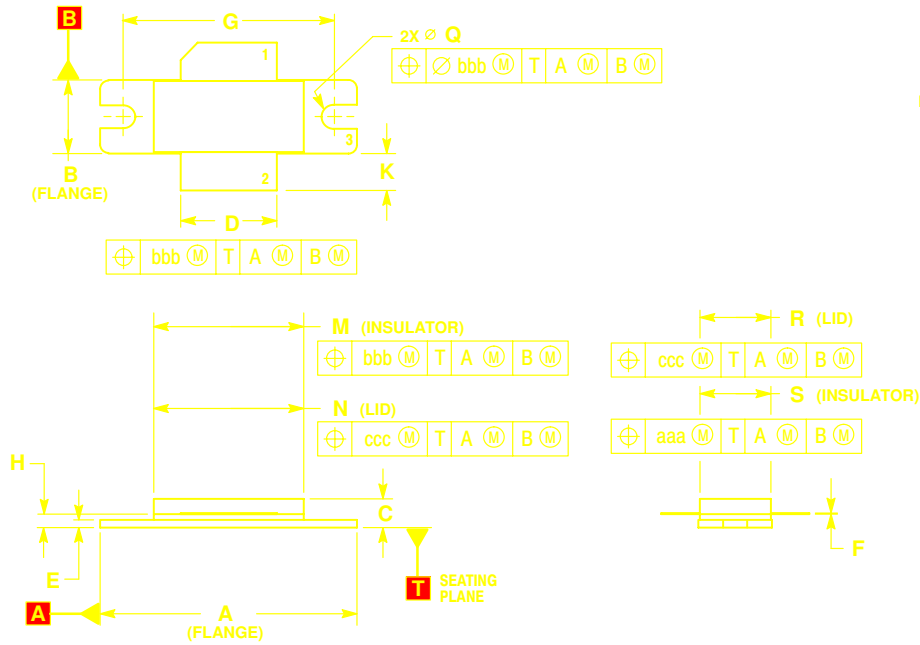 B
G
2X ⌀ Q
⌖ ⌀ bbb Ⓜ T A Ⓜ B Ⓜ
1
3
2
B
(FLANGE)
K
D
⌖ bbb Ⓜ T A Ⓜ B Ⓜ
M (INSULATOR)
⌖ bbb Ⓜ T A Ⓜ B Ⓜ
R (LID)
⌖ ccc Ⓜ T A Ⓜ B Ⓜ
N (LID)
⌖ ccc Ⓜ T A Ⓜ B Ⓜ
S (INSULATOR)
⌖ aaa Ⓜ T A Ⓜ B Ⓜ
H
C
E
F
T SEATING
PLANE
A
A
(FLANGE)